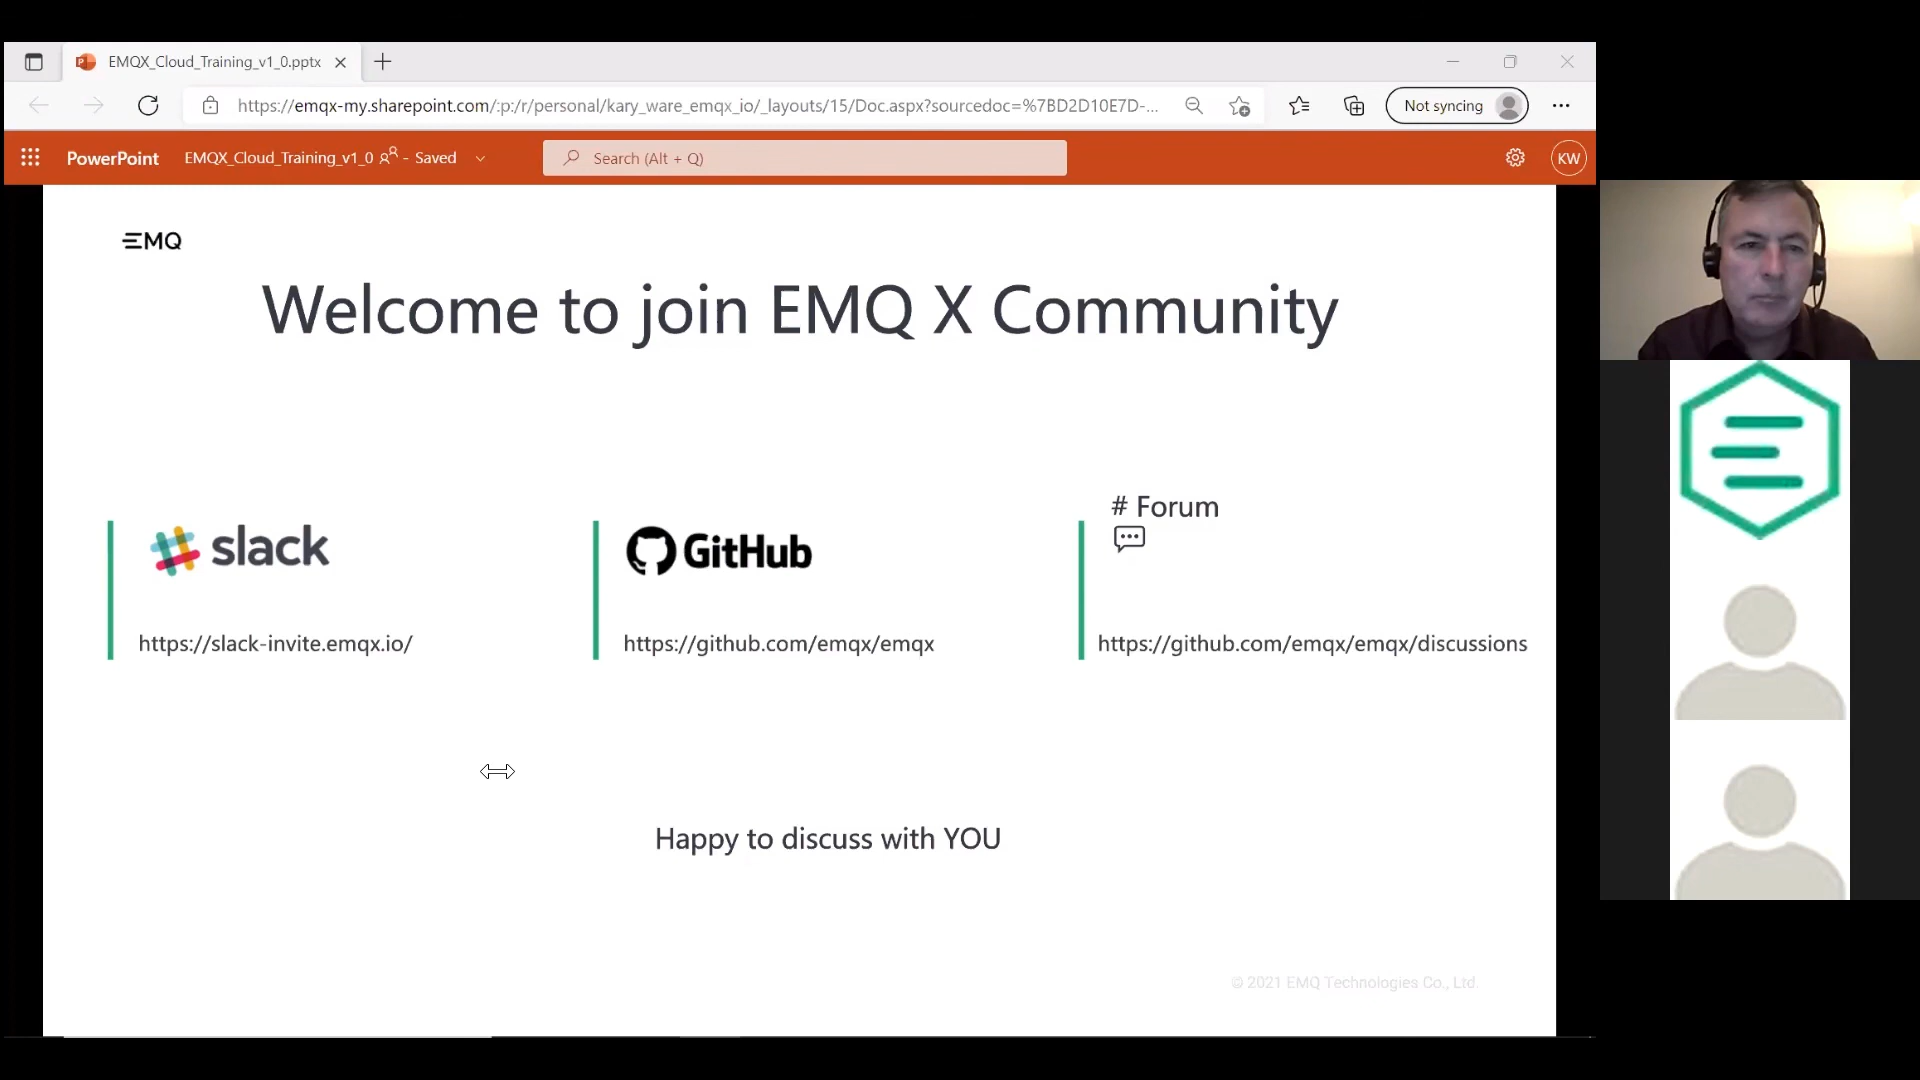 EMQX_Cloud_Training_v1_0.pptx
https://emqx-my.sharepoint.com/:p:/r/personal/kary_ware_emqx_io/_layouts/15/Doc.aspx?sourcedoc=%7BD2D10E7D-...
Not syncing
PowerPoint
EMQX_Cloud_Training_v1_0 - Saved
Search (Alt + Q)
KW
EMQ
Welcome to join EMQ X Community
slack
https://slack-invite.emqx.io/
GitHub
https://github.com/emqx/emqx
# Forum
https://github.com/emqx/emqx/discussions
Happy to discuss with YOU
© 2021 EMQ Technologies Co., Ltd.